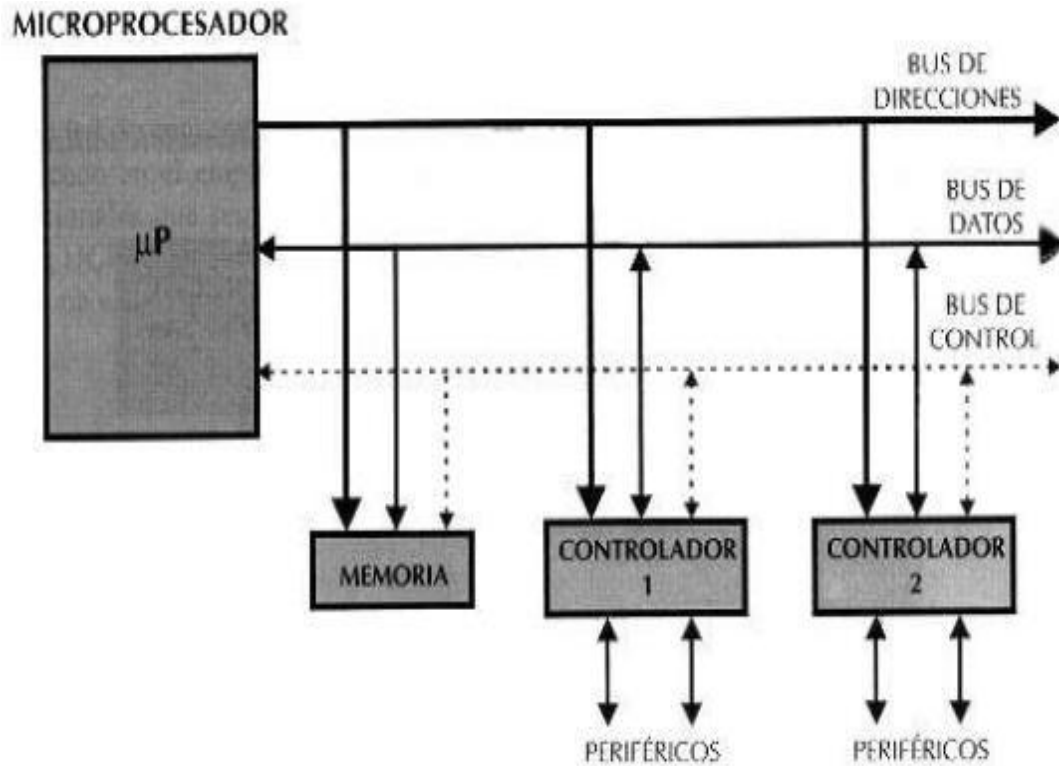 MICROPROCESADOR
BUS DE
DIRECCIONES
BUS DE
DATOS
µP
BUS DE
CONTROL
MEMORIA
CONTROLADOR
1
CONTROLADOR
2
PERIFÉRICOS
PERIFÉRICOS